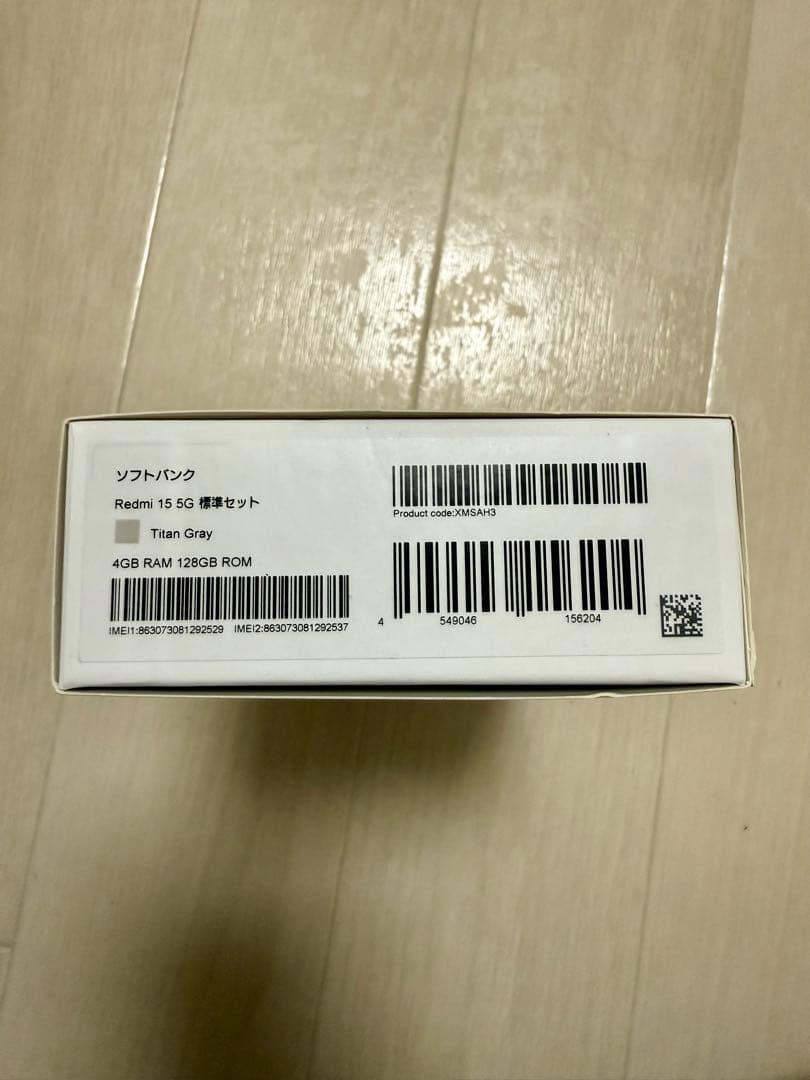 ソフトバンク
Redmi 15 5G 標準セット
Titan Gray
4GB RAM 128GB ROM
IMEI1:863073081292529 IMEI2:863073081292537
Product code:XMSAH3
4 549046 156204